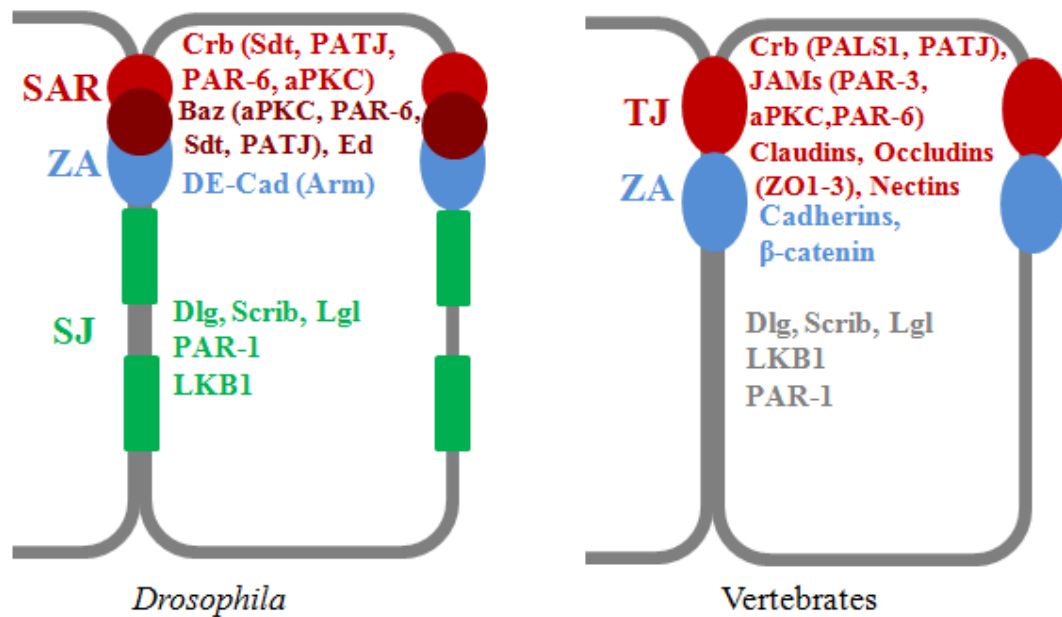 SAR
ZA
SJ
Crb (Sdt, PATJ,
PAR-6, aPKC)
Baz (aPKC, PAR-6,
Sdt, PATJ), Ed
DE-Cad (Arm)
Dlg, Scrib, Lgl
PAR-1
LKB1
Drosophila
TJ
ZA
Crb (PALS1, PATJ),
JAMs (PAR-3,
aPKC,PAR-6)
Claudins, Occludins
(ZO1-3), Nectins
Cadherins,
β-catenin
Dlg, Scrib, Lgl
LKB1
PAR-1
Vertebrates